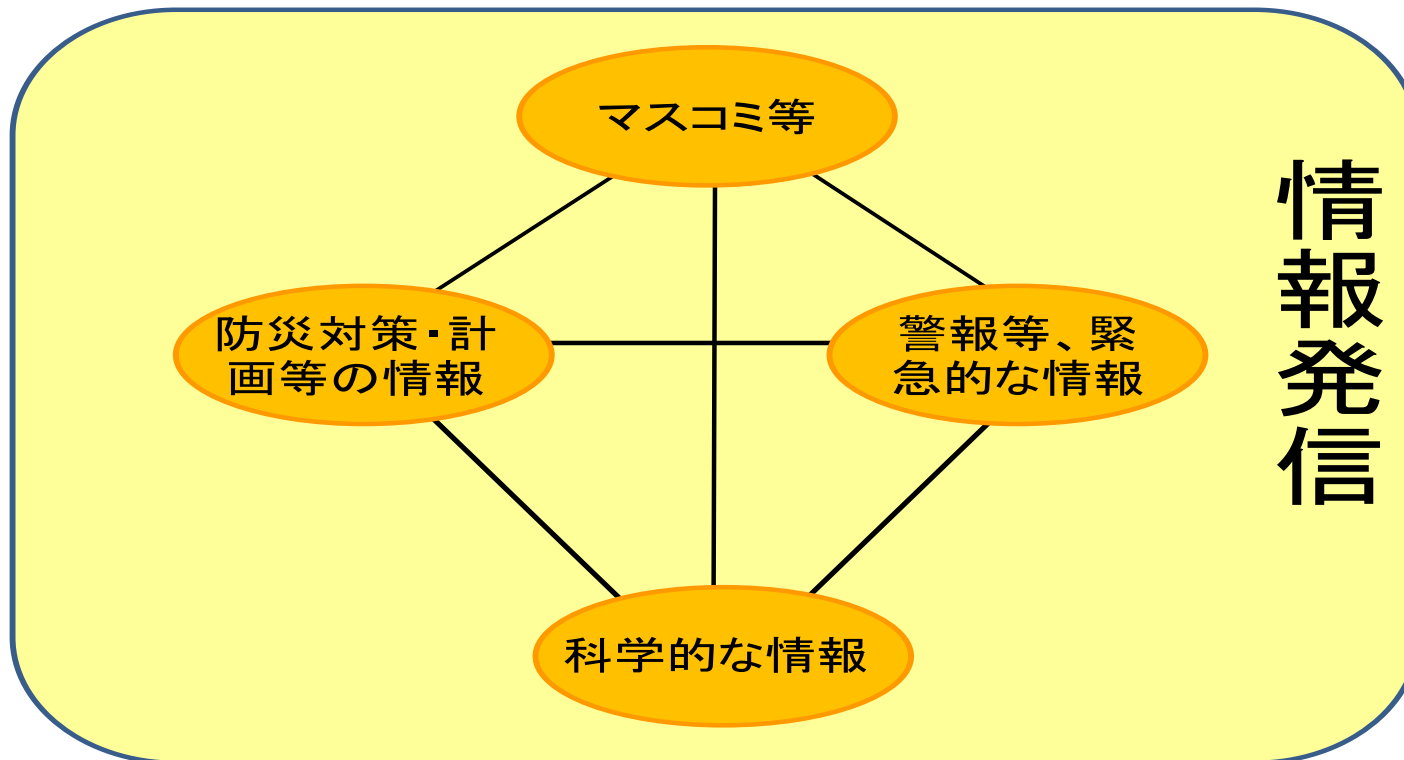 マスコミ等
防災対策・計
画等の情報
警報等、緊
急的な情報
科学的な情報
情報発信